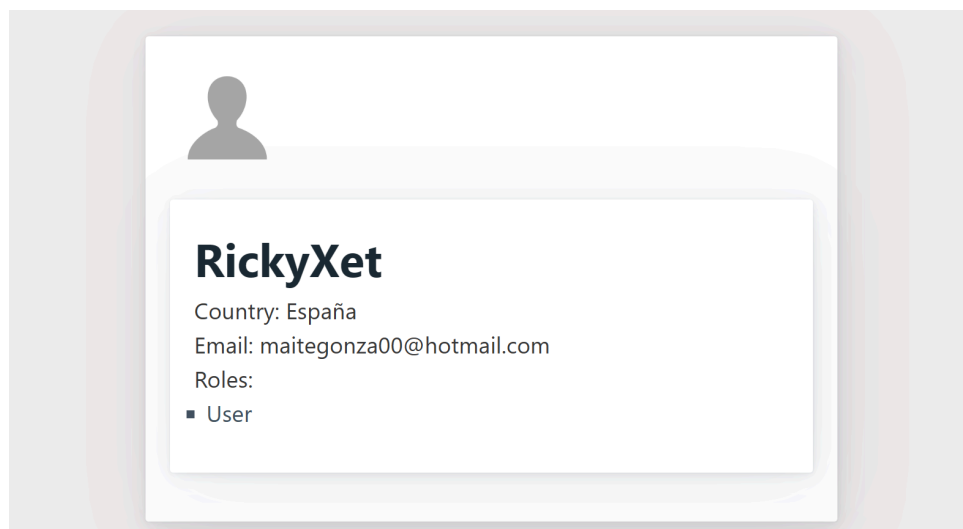 RickyXet
Country: España
Email: maitegonza00@hotmail.com
Roles:
User